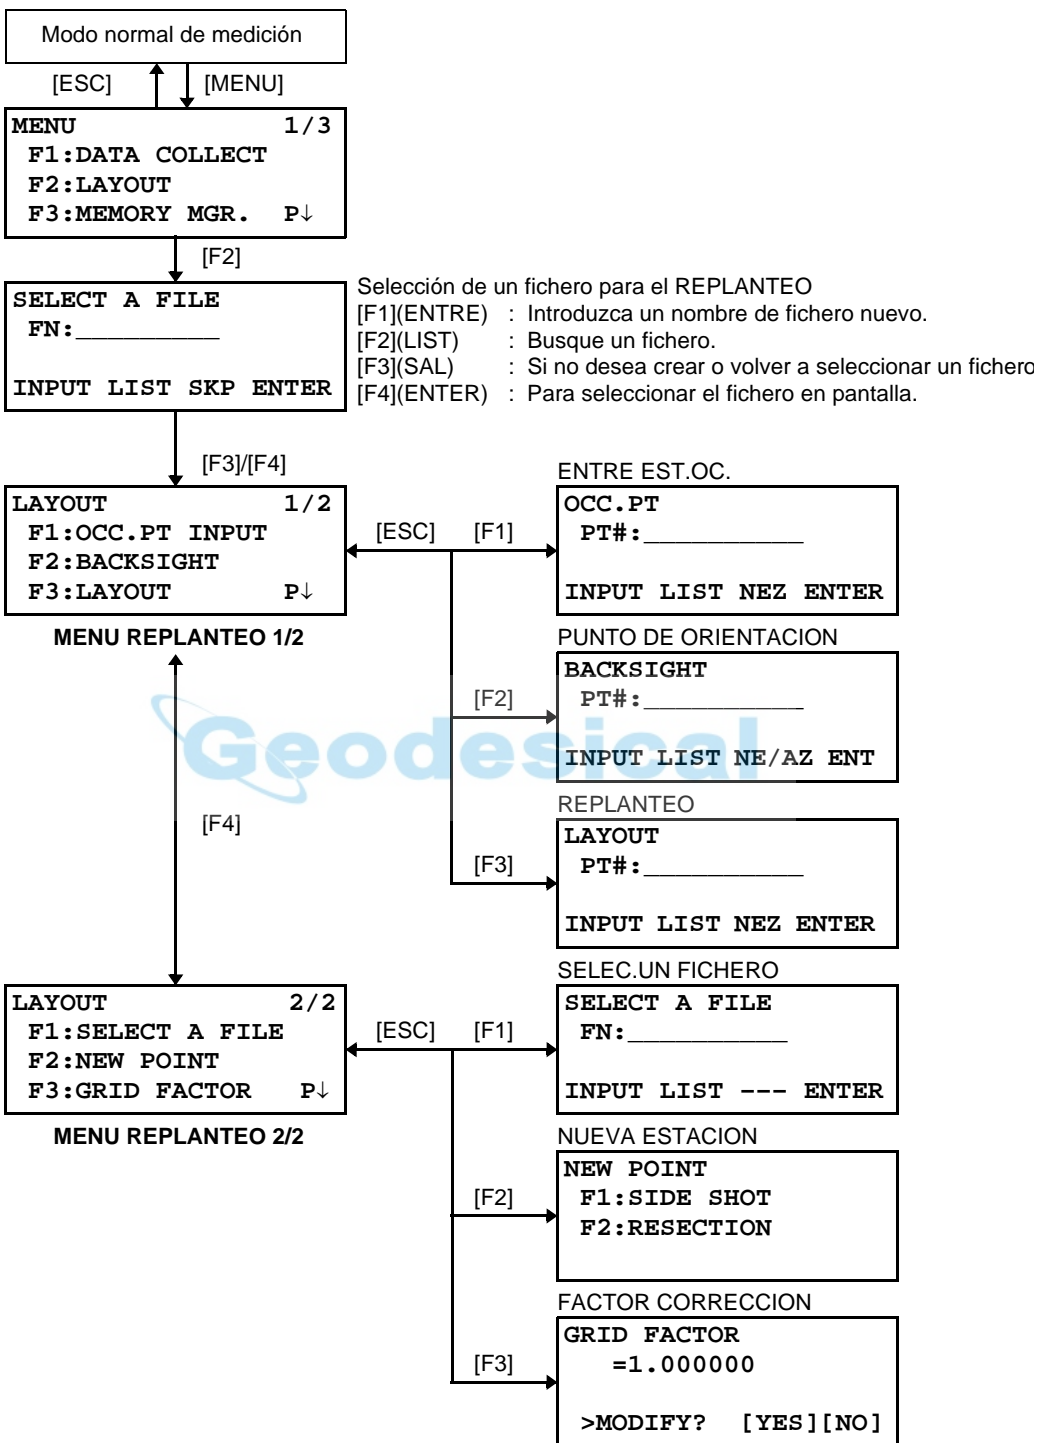 Modo normal de medición
[ESC] [MENU]
MENU 1/3
F1:DATA COLLECT
F2:LAYOUT
F3:MEMORY MGR. P↓
[F2]
SELECT A FILE
FN:_________
INPUT LIST SKP ENTER
Selección de un fichero para el REPLANTEO
[F1](ENTRE) : Introduzca un nombre de fichero nuevo.
[F2](LIST) : Busque un fichero.
[F3](SAL) : Si no desea crear o volver a seleccionar un fichero
[F4](ENTER) : Para seleccionar el fichero en pantalla.
[F3]/[F4]
LAYOUT 1/2
F1:OCC.PT INPUT
F2:BACKSIGHT
F3:LAYOUT P↓
MENU REPLANTEO 1/2
[ESC] [F1]
ENTRE EST.OC.
OCC.PT
PT#:__________
INPUT LIST NEZ ENTER
[F2]
PUNTO DE ORIENTACION
BACKSIGHT
PT#:__________
INPUT LIST NE/AZ ENT
Geodesical
[F3]
REPLANTEO
LAYOUT
PT#:__________
INPUT LIST NEZ ENTER
[F4]
LAYOUT 2/2
F1:SELECT A FILE
F2:NEW POINT
F3:GRID FACTOR P↓
MENU REPLANTEO 2/2
[ESC] [F1]
SELEC.UN FICHERO
SELECT A FILE
FN:__________
INPUT LIST --- ENTER
[F2]
NUEVA ESTACION
NEW POINT
F1:SIDE SHOT
F2:RESECTION
[F3]
FACTOR CORRECCION
GRID FACTOR
=1.000000
>MODIFY? [YES][NO]